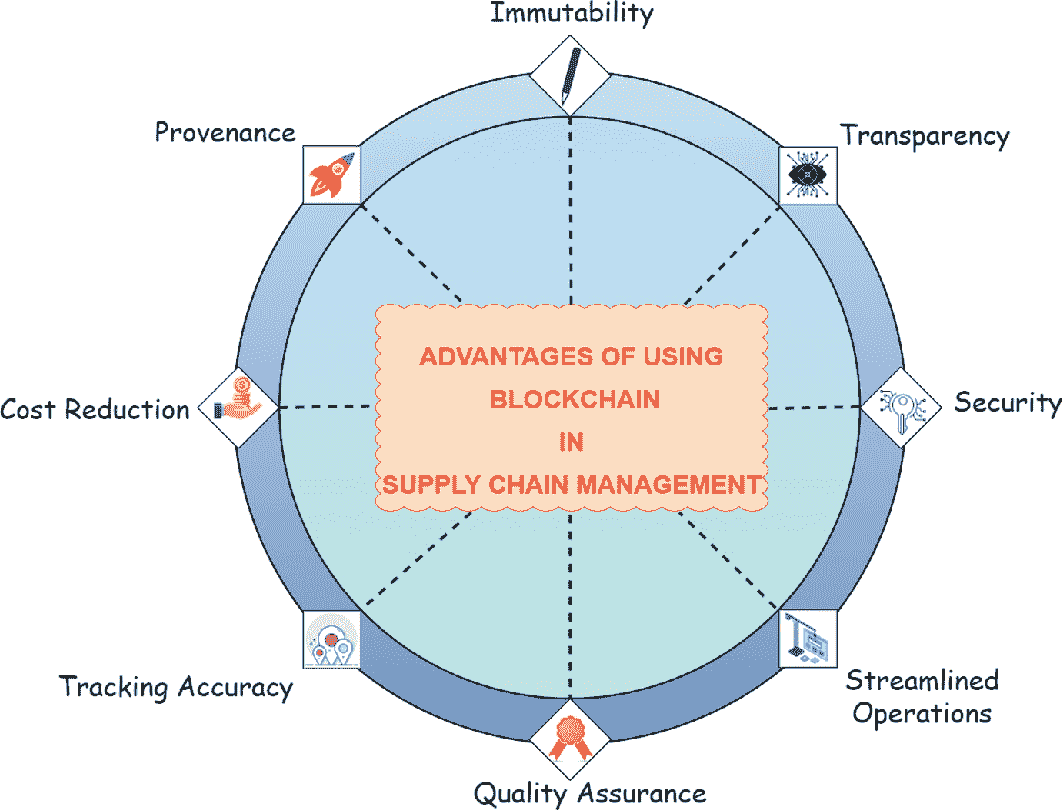 Immutability
Provenance
Transparency
ADVANTAGES OF USING
BLOCKCHAIN
IN
SUPPLY CHAIN MANAGEMENT
Cost Reduction
Security
Tracking Accuracy
Streamlined
Operations
Quality Assurance